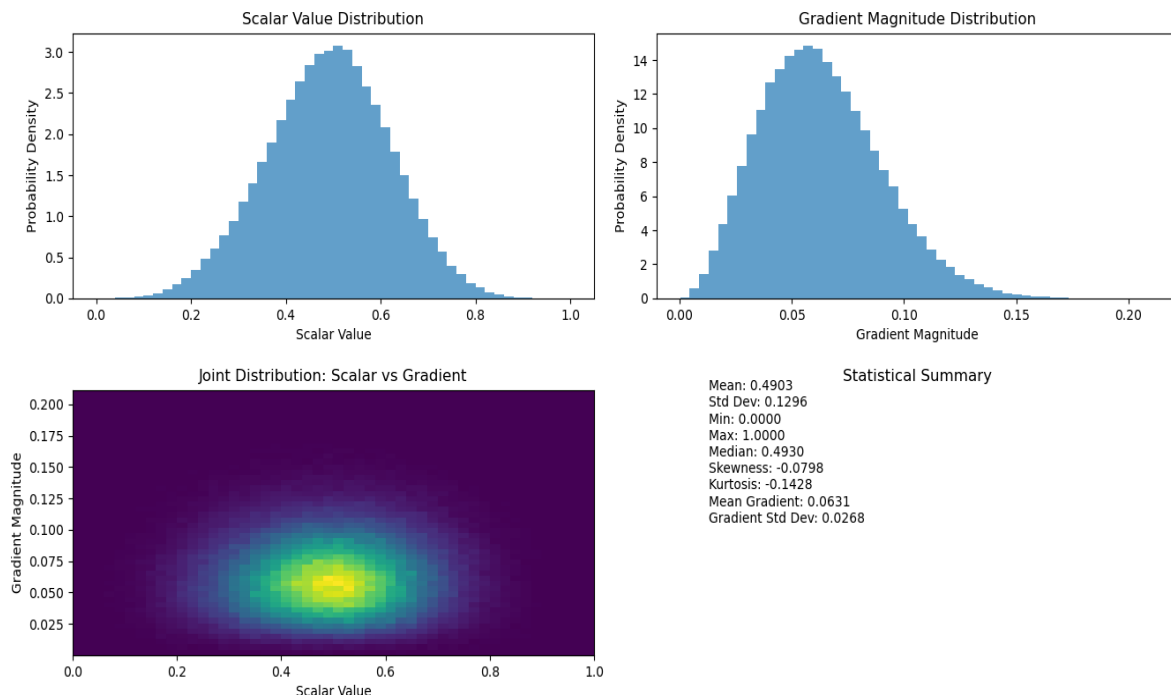 Scalar Value Distribution
Probability Density
3.0
2.5
2.0
1.5
1.0
0.5
0.0
0.0 0.2 0.4 0.6 0.8 1.0
Scalar Value
Gradient Magnitude Distribution
Probability Density
14
12
10
8
6
4
2
0
0.00 0.05 0.10 0.15 0.20
Gradient Magnitude
Joint Distribution: Scalar vs Gradient
Gradient Magnitude
0.200
0.175
0.150
0.125
0.100
0.075
0.050
0.025
0.0 0.2 0.4 0.6 0.8 1.0
Scalar Value
Statistical Summary
Mean: 0.4903
Std Dev: 0.1296
Min: 0.0000
Max: 1.0000
Median: 0.4930
Skewness: -0.0798
Kurtosis: -0.1428
Mean Gradient: 0.0631
Gradient Std Dev: 0.0268